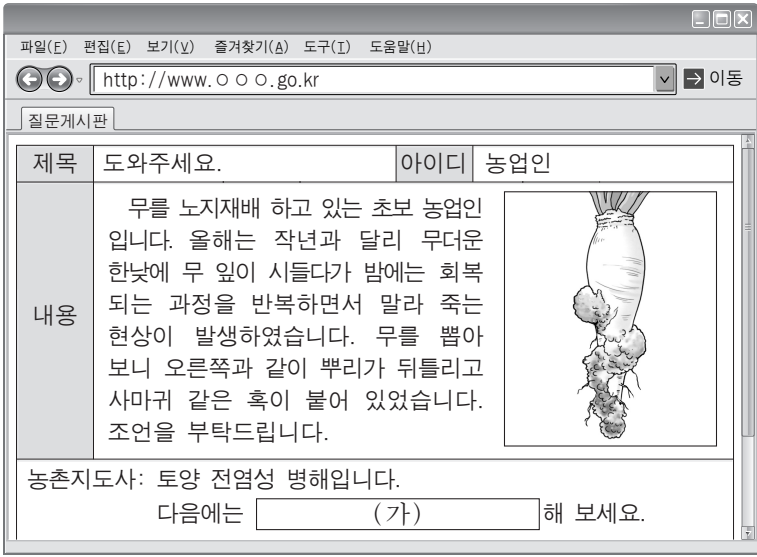 파일(F) 편집(E) 보기(V) 즐겨찾기(A) 도구(T) 도움말(H)
http://www.ㅇㅇㅇ.go.kr 이동
질문게시판
제목 도와주세요. 아이디 농업인
내용
무를 노지재배 하고 있는 초보 농업인
입니다. 올해는 작년과 달리 무더운
한낮에 무 잎이 시들다가 밤에는 회복
되는 과정을 반복하면서 말라 죽는
현상이 발생하였습니다. 무를 뽑아
보니 오른쪽과 같이 뿌리가 뒤틀리고
사마귀 같은 혹이 붙어 있었습니다.
조언을 부탁드립니다.
농촌지도사: 토양 전염성 병해입니다.
다음에는 (가) 해 보세요.